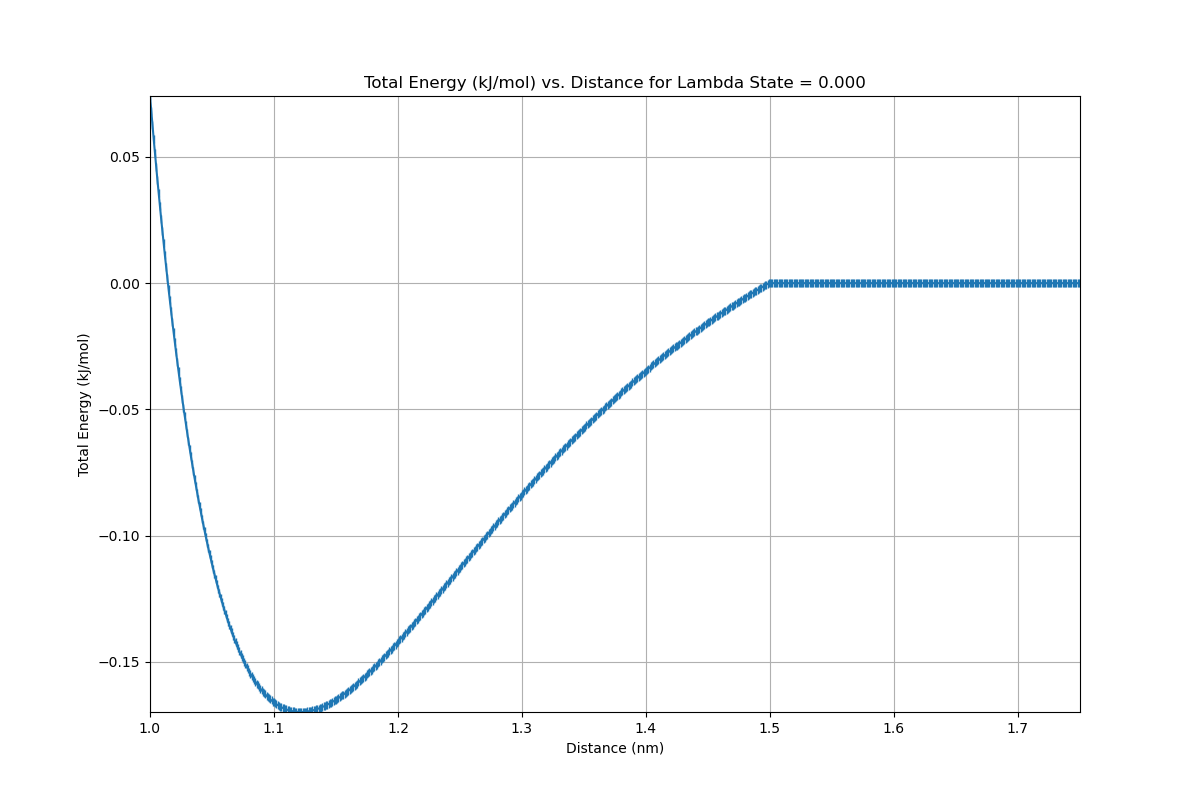 Total Energy (kJ/mol) vs. Distance for Lambda State = 0.000
0.05
0.00
−0.05
−0.10
−0.15
Total Energy (kJ/mol)
1.0 1.1 1.2 1.3 1.4 1.5 1.6 1.7
Distance (nm)